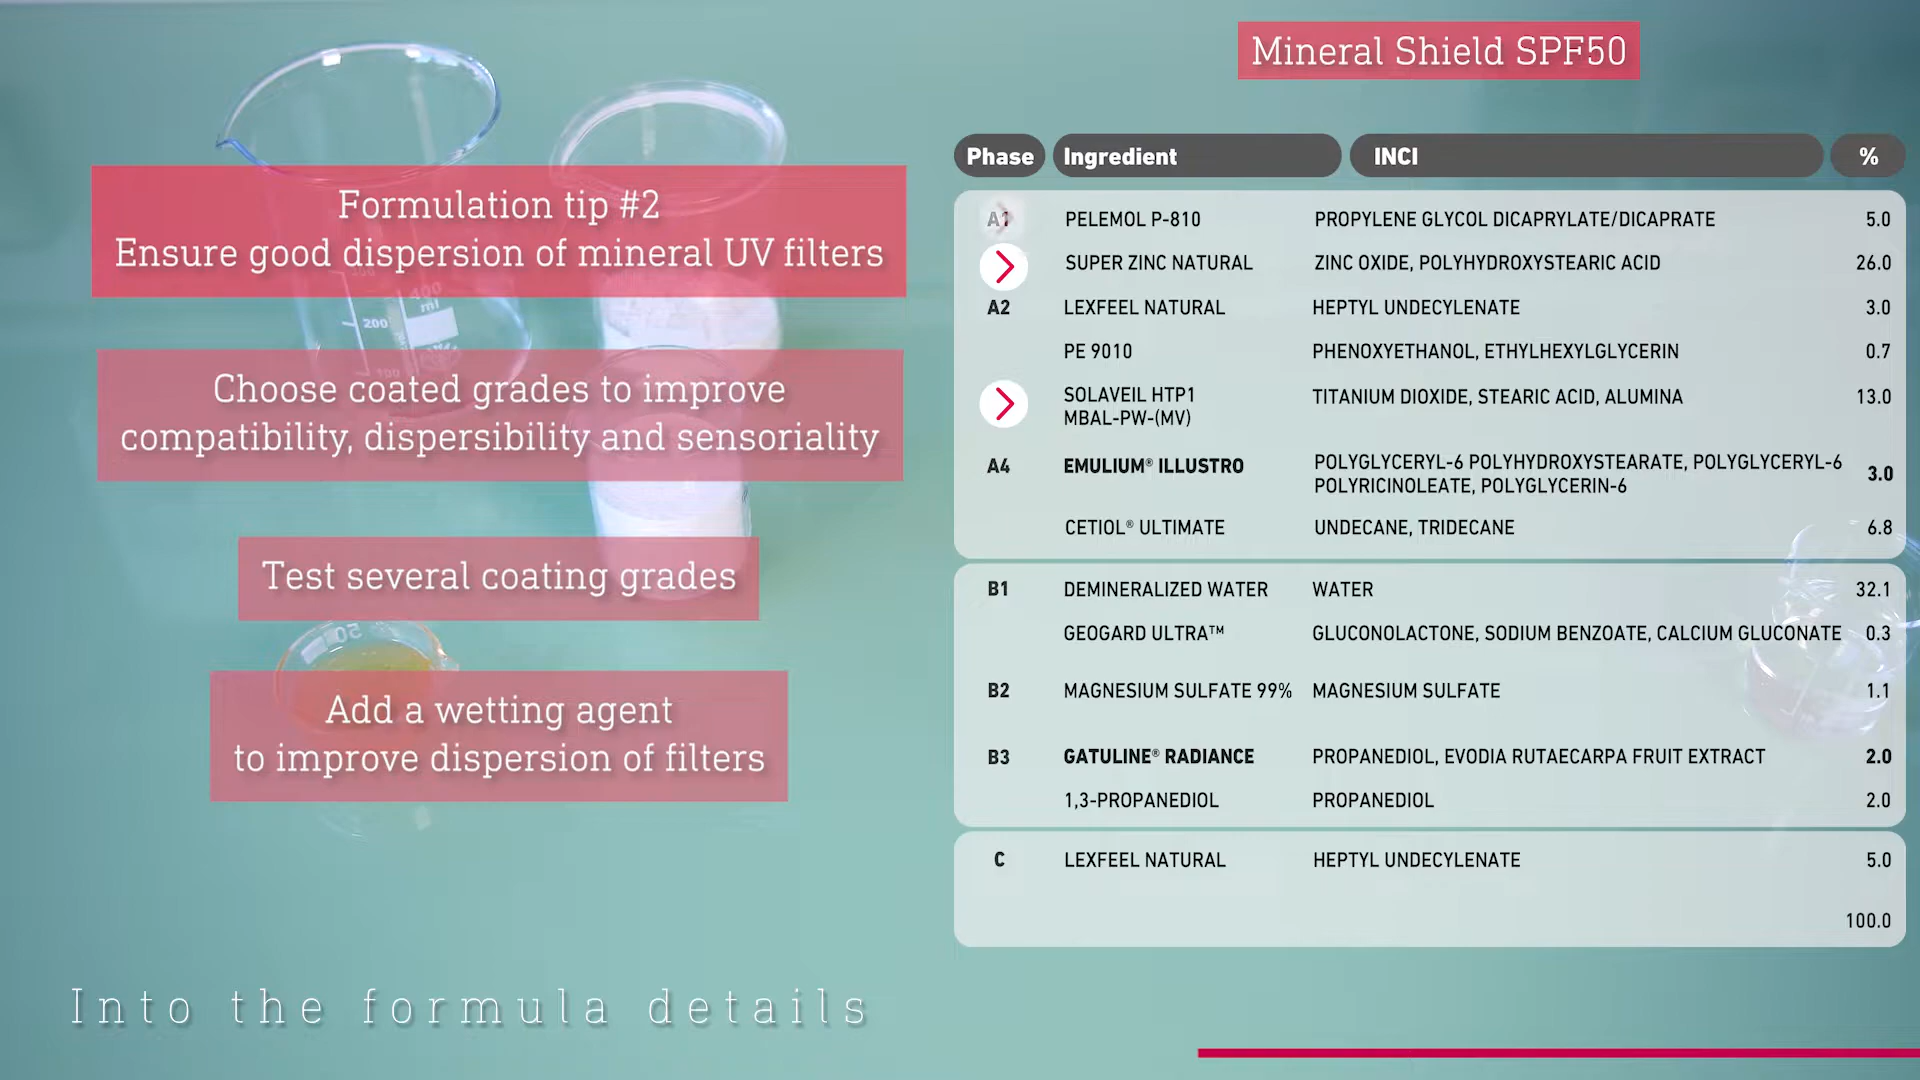 Mineral Shield SPF50
Formulation tip #2
Ensure good dispersion of mineral UV filters
Choose coated grades to improve
compatibility, dispersibility and sensoriality
Test several coating grades
Add a wetting agent
to improve dispersion of filters
Into the formula details
Phase Ingredient INCI %
A1 PELEMOL P-810 PROPYLENE GLYCOL DICAPRYLATE/DICAPRATE 5.0
SUPER ZINC NATURAL ZINC OXIDE, POLYHYDROXYSTEARIC ACID 26.0
A2 LEXFEEL NATURAL HEPTYL UNDECYLENATE 3.0
PE 9010 PHENOXYETHANOL, ETHYLHEXYLGLYCERIN 0.7
SOLAVEIL HTP1 TITANIUM DIOXIDE, STEARIC ACID, ALUMINA 13.0
MBAL-PW-(MV)
A4 EMULIUM® ILLUSTRO POLYGLYCERYL-6 POLYHYDROXYSTEARATE, POLYGLYCERYL-6 3.0
POLYRICINOLEATE, POLYGLYCERIN-6
CETIOL® ULTIMATE UNDECANE, TRIDECANE 6.8
B1 DEMINERALIZED WATER WATER 32.1
GEOGARD ULTRA™ GLUCONOLACTONE, SODIUM BENZOATE, CALCIUM GLUCONATE 0.3
B2 MAGNESIUM SULFATE 99% MAGNESIUM SULFATE 1.1
B3 GATULINE® RADIANCE PROPANEDIOL, EVODIA RUTAECARPA FRUIT EXTRACT 2.0
1,3-PROPANEDIOL PROPANEDIOL 2.0
C LEXFEEL NATURAL HEPTYL UNDECYLENATE 5.0
100.0
400
ml
200
50